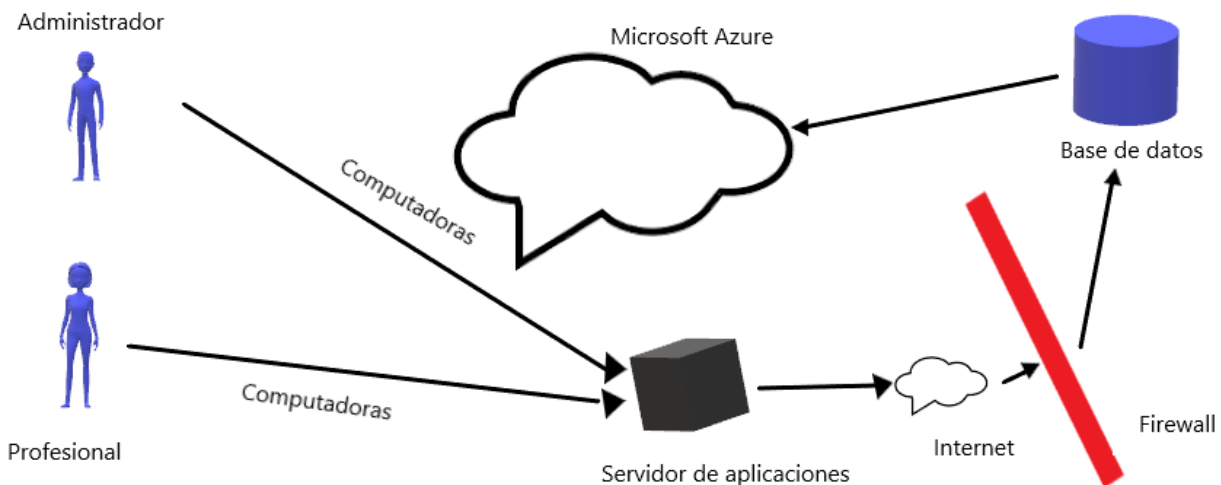 Administrador
Microsoft Azure
Base de datos
Computadoras
Computadoras
Profesional
Servidor de aplicaciones
Internet
Firewall